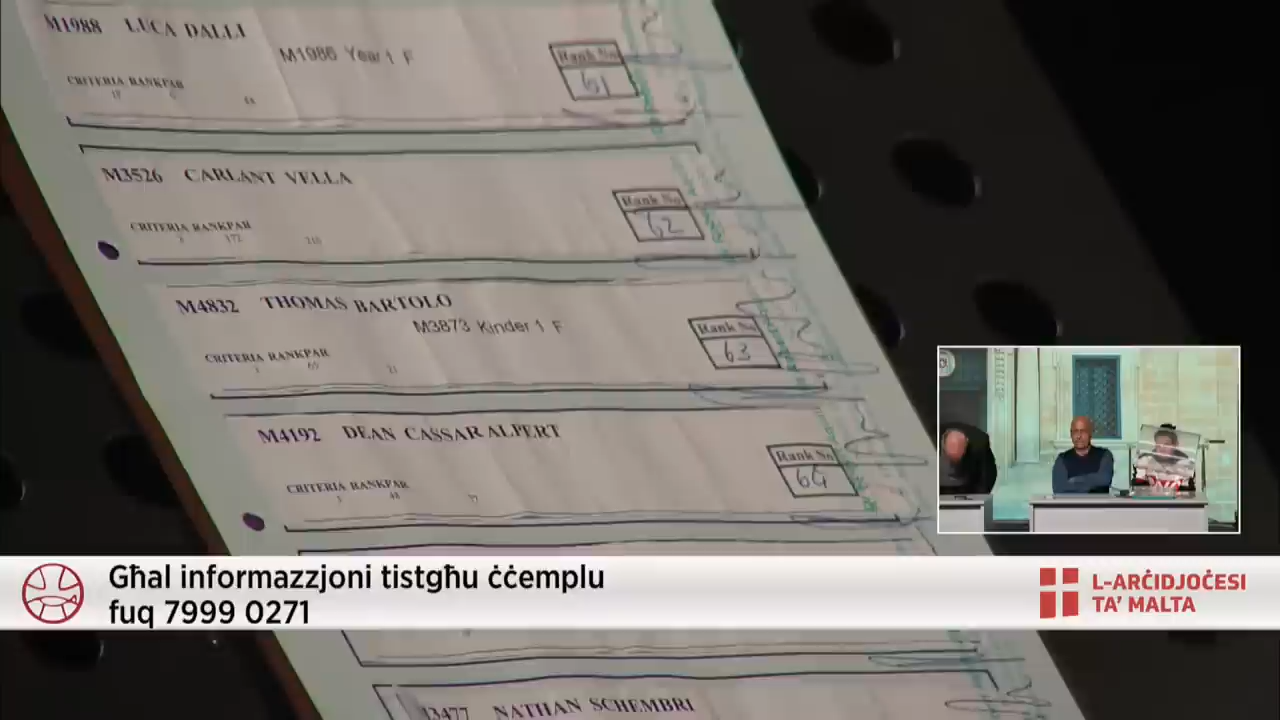 M1988 LUCA DALLI
M1986 Year 1 F
Rank No
61
CRITERIA RANKPAR
M3526 CARLANT VELLA
Rank No
62
CRITERIA RANKPAR
172
M4832 THOMAS BARTOLO
M3873 Kinder 1 F
Rank No
63
CRITERIA RANKPAR
M4192 DEAN CASSAR ALPERT
Rank No
64
CRITERIA RANKPAR
Għal informazzjoni tistgħu ċċemplu
fuq 7999 0271
L-ARĊIDJOĊESI
TA' MALTA
NATHAN SCHEMBRI